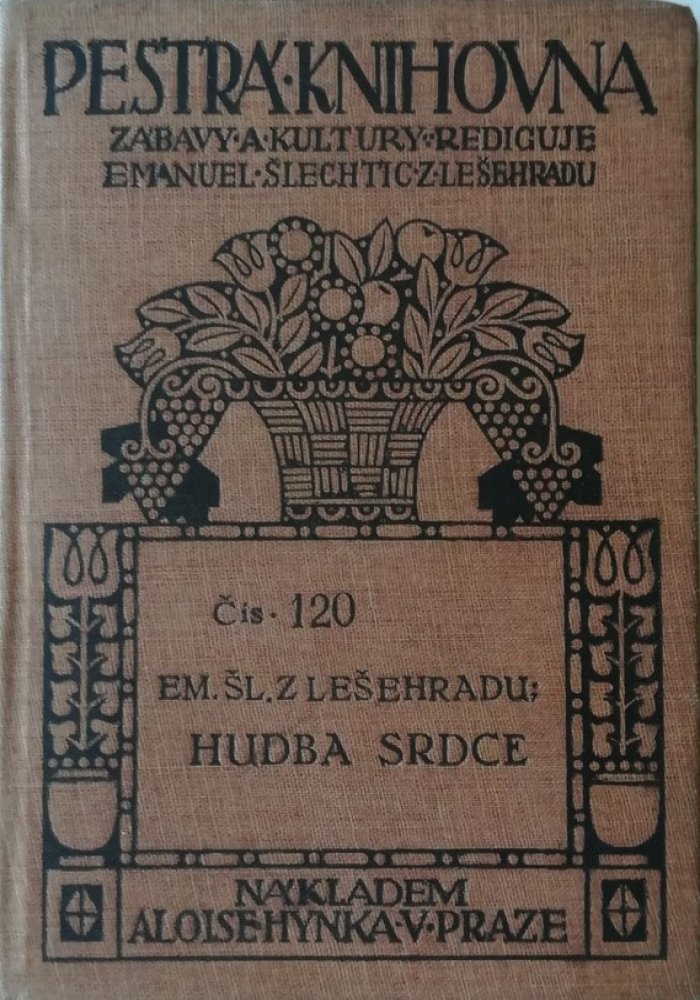 PESTRÁ·KNIHOVNA
ZÁBAVY·A·KULTURY·REDIGUJE
EMANUEL·ŠLECHTIC·Z·LEŠEHRADU
Čís·120
EM. ŠL. Z LEŠEHRADU;
HUDBA SRDCE
NÁKLADEM
ALOISE·HYNKA·V·PRAZE